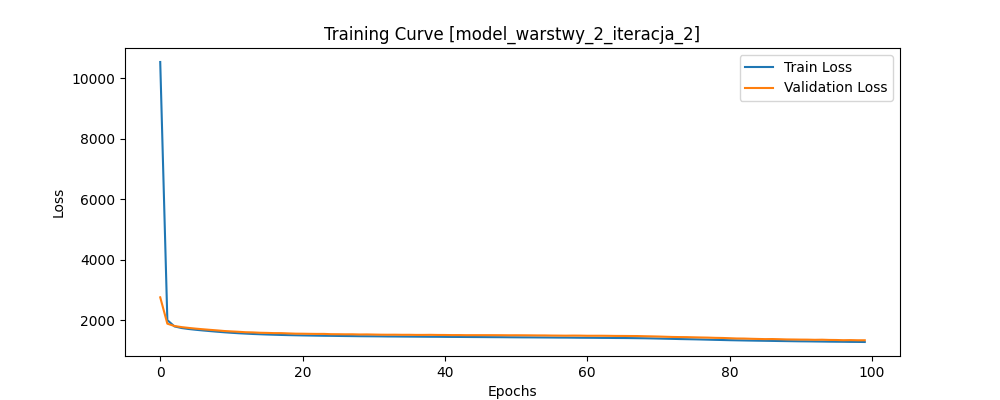 Training Curve [model_warstwy_2_iteracja_2]
Train Loss
Validation Loss
10000
8000
6000
4000
2000
Loss
0
20
40
60
80
100
Epochs